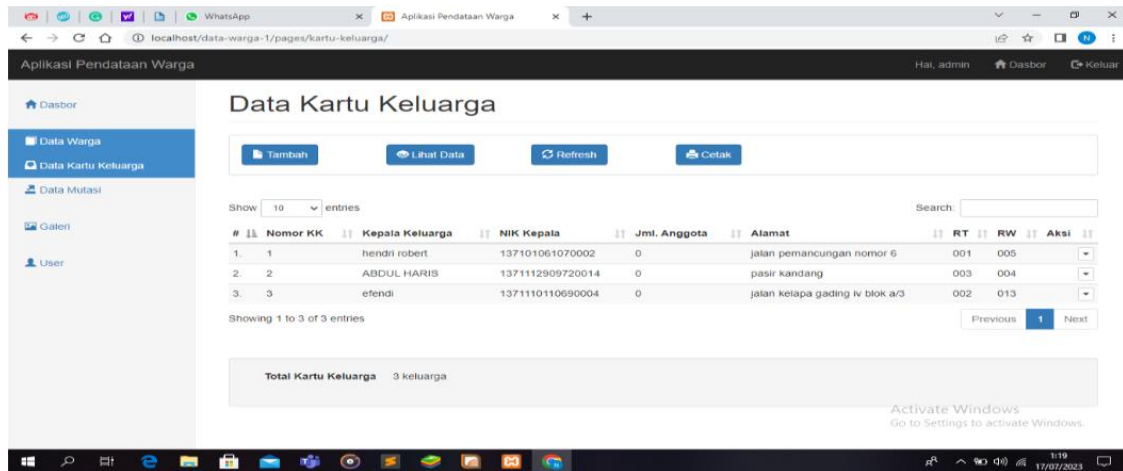 WhatsApp Aplikasi Pendataan Warga
localhost/data-warga-1/pages/kartu-keluarga/ N
Aplikasi Pendataan Warga Hai, admin Dasbor Keluar
Dasbor
Data Warga
Data Kartu Keluarga
Data Mutasi
Galeri
User
Data Kartu Keluarga
Tambah Lihat Data Refresh Cetak
Show 10 entries Search:
# Nomor KK Kepala Keluarga NIK Kepala Jml. Anggota Alamat RT RW Aksi
1. 1 hendri robert 137101061070002 0 jalan pemancungan nomor 6 001 005
2. 2 ABDUL HARIS 1371112909720014 0 pasir kandang 003 004
3. 3 efendi 1371110110690004 0 jalan kelapa gading iv blok a/3 002 013
Showing 1 to 3 of 3 entries Previous 1 Next
Total Kartu Keluarga 3 keluarga
Activate Windows
Go to Settings to activate Windows.
1:19
17/07/2023